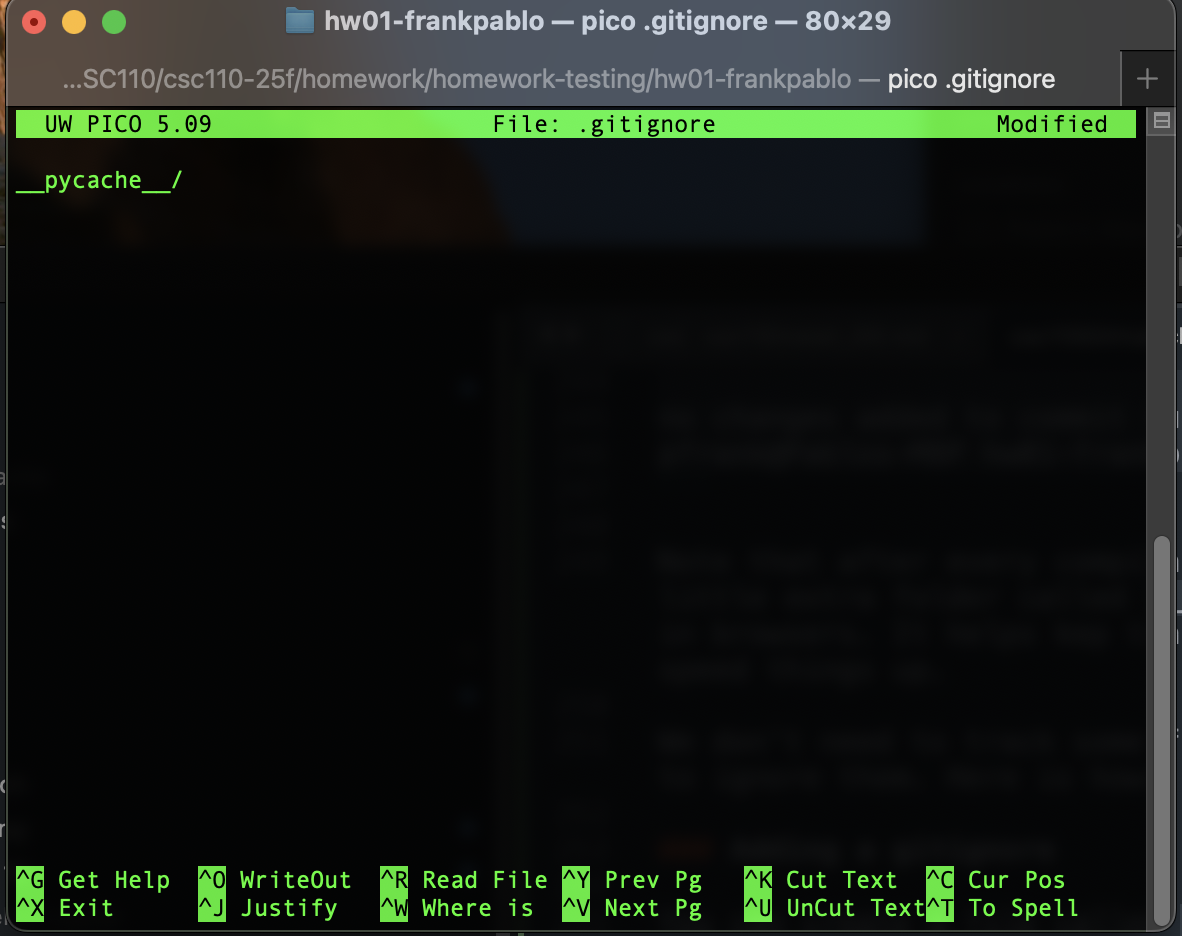 hw01-frankpablo — pico .gitignore — 80×29
...SC110/csc110-25f/homework/homework-testing/hw01-frankpablo — pico .gitignore
UW PICO 5.09 File: .gitignore Modified
__pycache__/
^G Get Help ^O WriteOut ^R Read File ^Y Prev Pg ^K Cut Text ^C Cur Pos
^X Exit ^J Justify ^W Where is ^V Next Pg ^U UnCut Text ^T To Spell